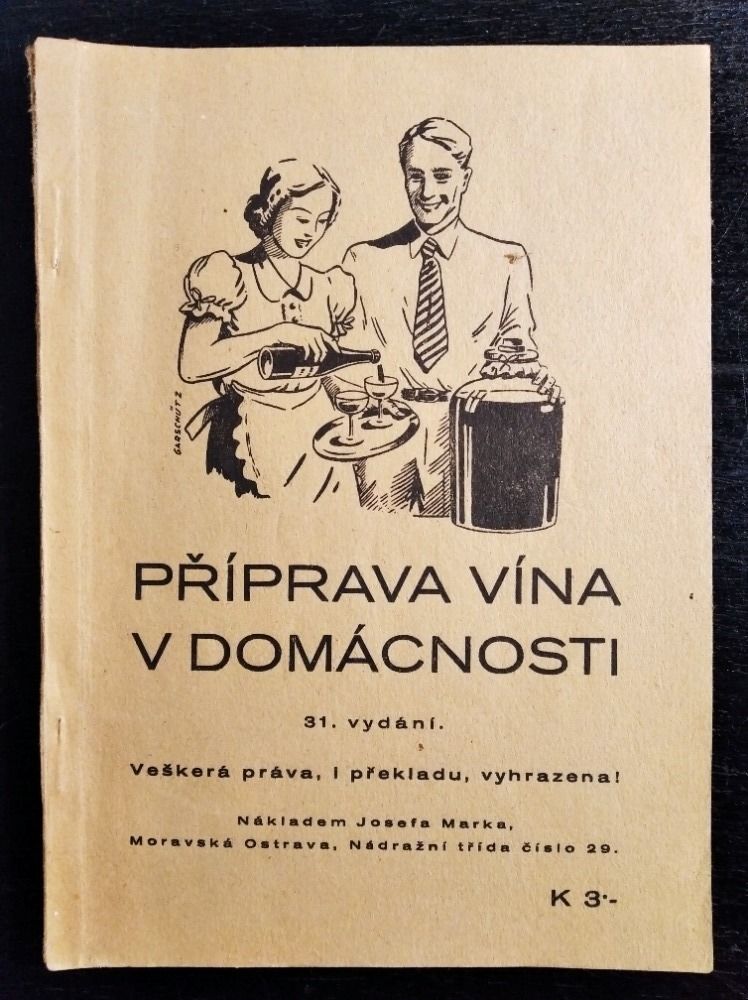 GARSCHÜTZ
PŘÍPRAVA VÍNA
V DOMÁCNOSTI
31. vydání.
Veškerá práva, i překladu, vyhrazena!
Nákladem Josefa Marka,
Moravská Ostrava, Nádražní třída číslo 29.
K 3·-